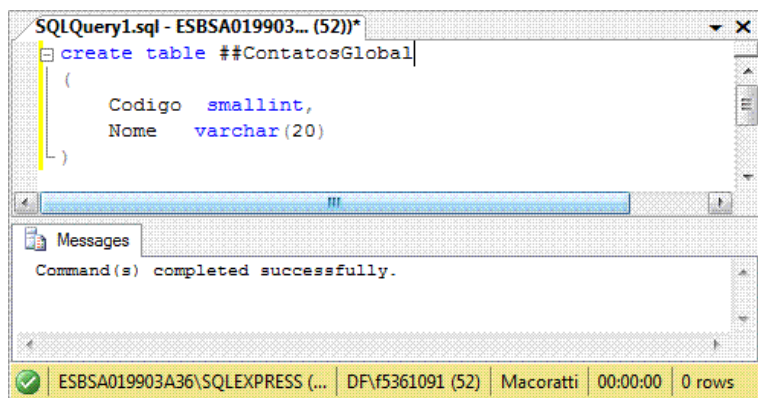 SQLQuery1.sql - ESBSA019903... (52))*
create table ##ContatosGlobal
(
Codigo smallint,
Nome varchar(20)
)
Messages
Command(s) completed successfully.
ESBSA019903A36\SQLEXPRESS (... DF\f5361091 (52) Macoratti 00:00:00 0 rows